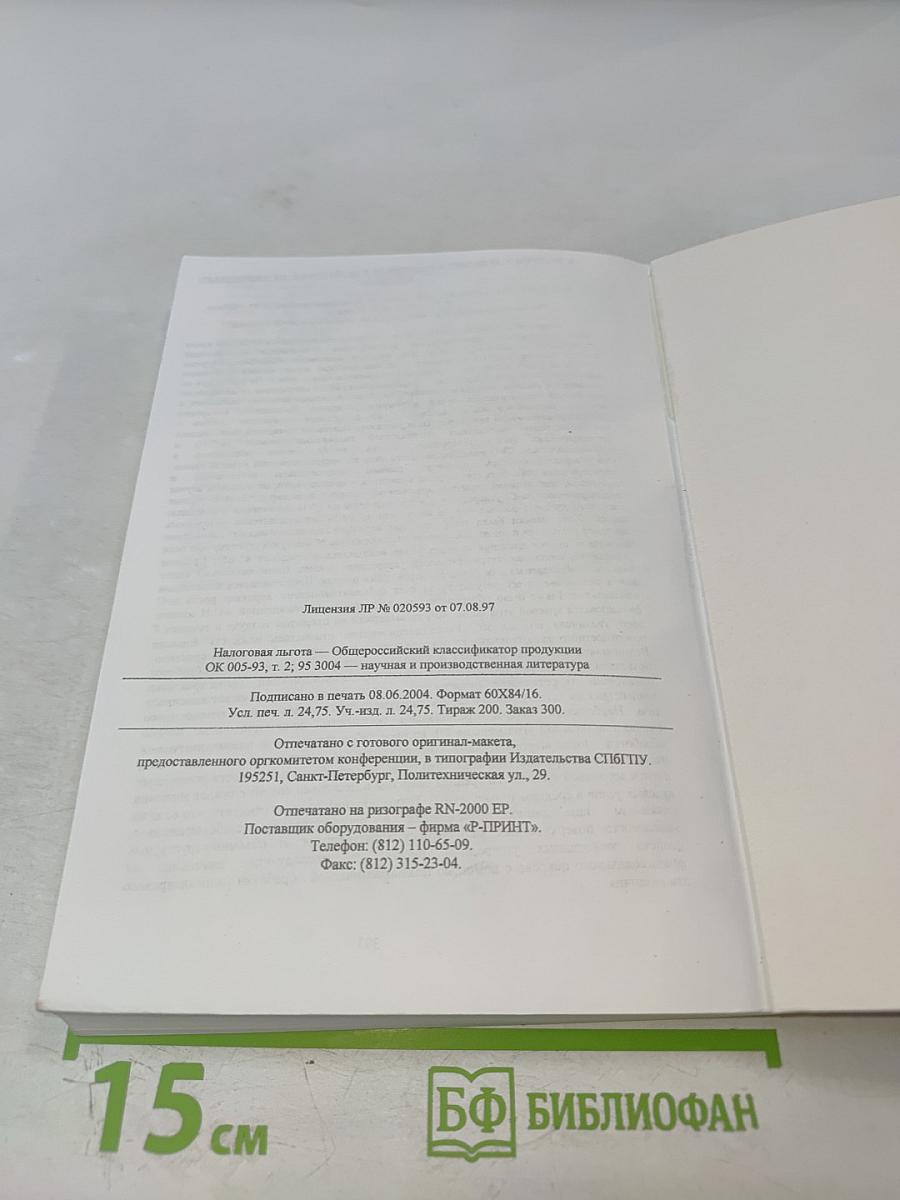 Лицензия ЛР № 020593 от 07.08.97
Налоговая льгота — Общероссийский классификатор продукции
ОК 005-93, т. 2; 95 3004 — научная и производственная литература
Подписано в печать 08.06.2004. Формат 60Х84/16.
Усл. печ. л. 24,75. Уч.-изд. л. 24,75. Тираж 200. Заказ 300.
Отпечатано с готового оригинал-макета,
предоставленного оргкомитетом конференции, в типографии Издательства СПбГПУ.
195251, Санкт-Петербург, Политехническая ул., 29.
Отпечатано на ризографе RN-2000 EP.
Поставщик оборудования – фирма «Р-ПРИНТ».
Телефон: (812) 110-65-09.
Факс: (812) 315-23-04.
15 см
БФ БИБЛИОФАН